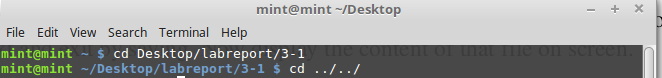 mint@mint ~/Desktop
File Edit View Search Terminal Help
mint@mint ~ $ cd Desktop/labreport/3-1
the content of that file on screen.
mint@mint ~/Desktop/labreport/3-1 $ cd ../../